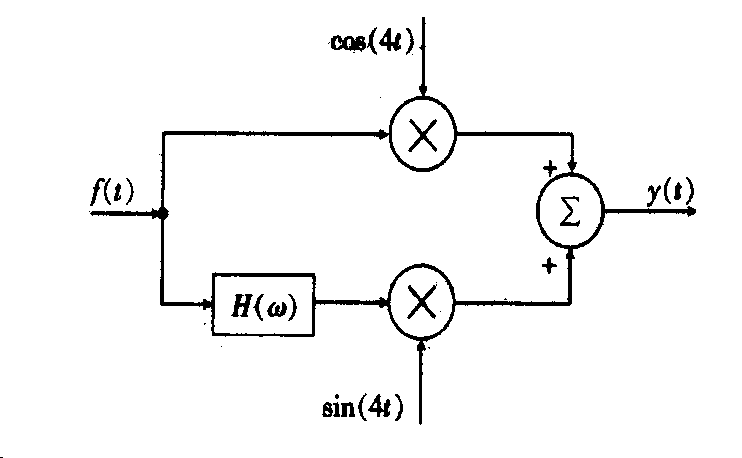 cos(4t)
+
f(t)
Σ
y(t)
+
H(ω)
sin(4t)